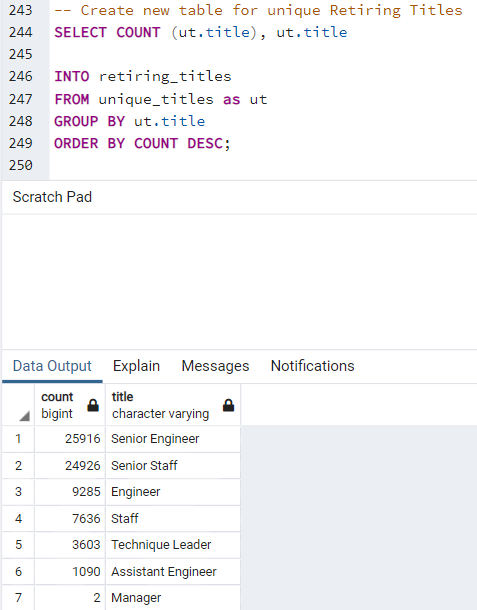 243 -- Create new table for unique Retiring Titles
244 SELECT COUNT (ut.title), ut.title
245
246 INTO retiring_titles
247 FROM unique_titles as ut
248 GROUP BY ut.title
249 ORDER BY COUNT DESC;
250
Scratch Pad
Data Output Explain Messages Notifications
count title
bigint character varying
1 25916 Senior Engineer
2 24926 Senior Staff
3 9285 Engineer
4 7636 Staff
5 3603 Technique Leader
6 1090 Assistant Engineer
7 2 Manager